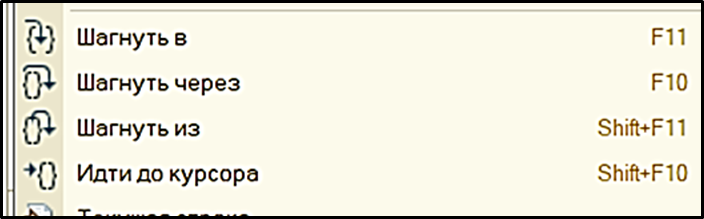 Шагнуть в F11
Шагнуть через F10
Шагнуть из Shift+F11
Идти до курсора Shift+F10